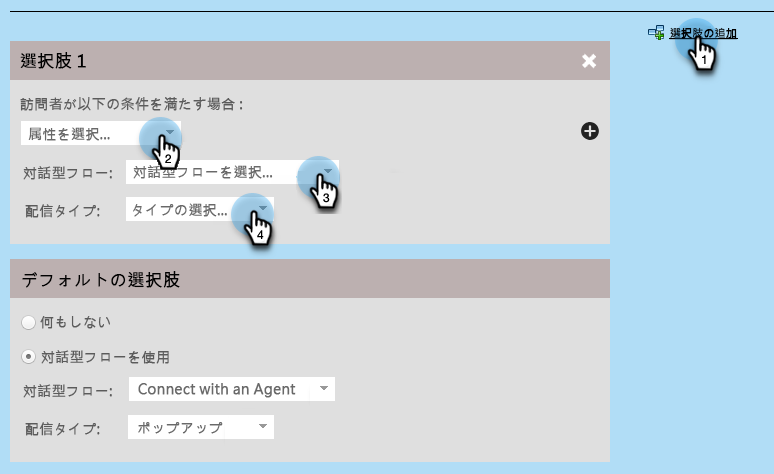 選択肢の追加
1
選択肢 1
訪問者が以下の条件を満たす場合 :
属性を選択...
2
対話型フロー: 対話型フローを選択...
3
配信タイプ: タイプの選択...
4
デフォルトの選択肢
何もしない
対話型フローを使用
対話型フロー: Connect with an Agent
配信タイプ: ポップアップ